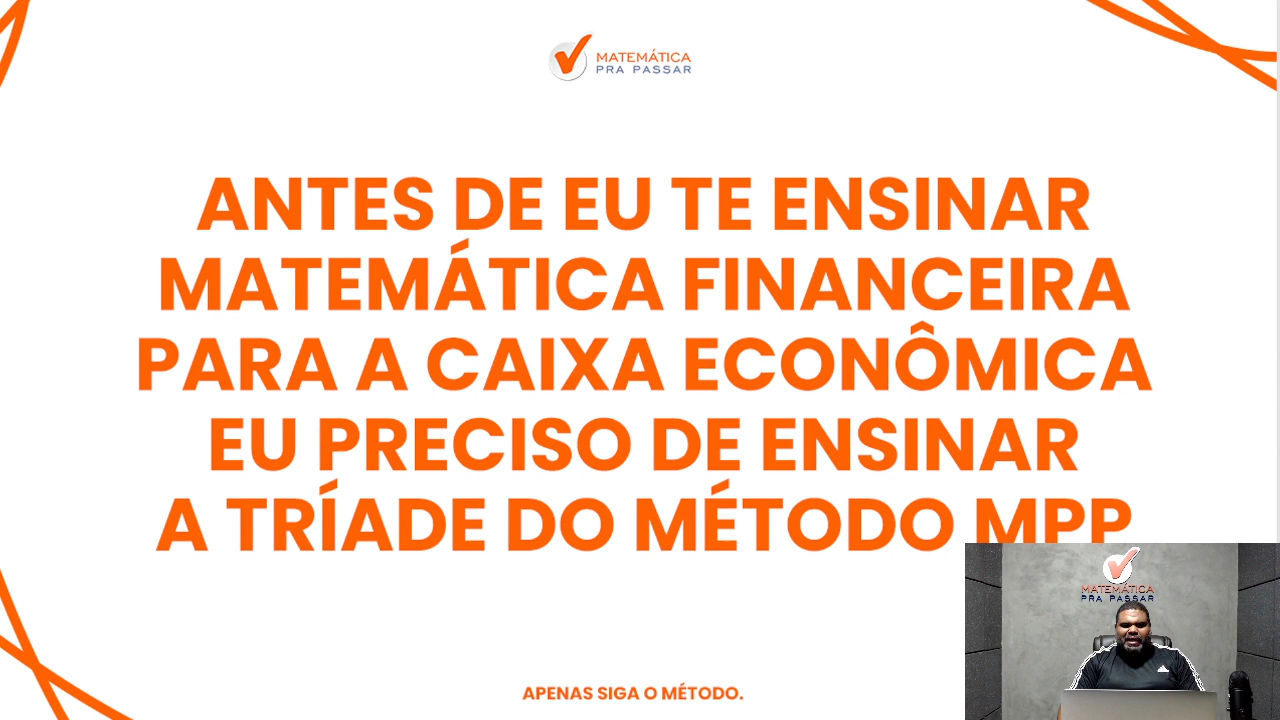 MATEMÁTICA
PRA PASSAR
ANTES DE EU TE ENSINAR
MATEMÁTICA FINANCEIRA
PARA A CAIXA ECONÔMICA
EU PRECISO DE ENSINAR
A TRÍADE DO MÉTODO MPP
MATEMÁTICA
PRA PASSAR
APENAS SIGA O MÉTODO.